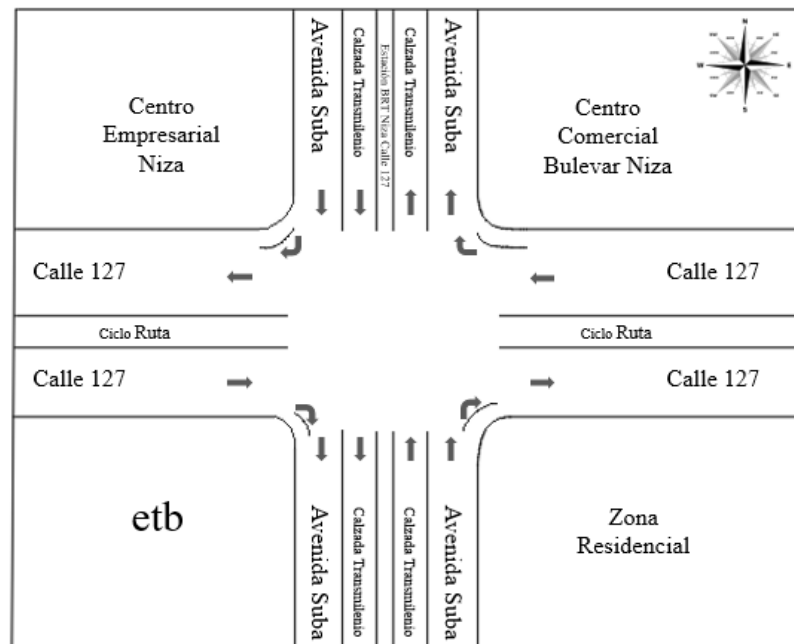 Avenida Suba
Calzada Transmilenio
Estación BRT Niza Calle 127
Calzada Transmilenio
Avenida Suba
N
W
E
S
Centro
Empresarial
Niza
Centro
Comercial
Bulevar Niza
Calle 127
Calle 127
Ciclo Ruta
Ciclo Ruta
Calle 127
Calle 127
etb
Avenida Suba
Calzada Transmilenio
Calzada Transmilenio
Avenida Suba
Zona
Residencial